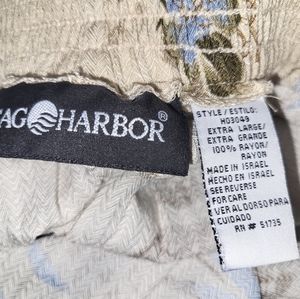 TAG HARBOR®
STYLE / ESTILO:
H03049
EXTRA LARGE/
EXTRA GRANDE
100% RAYON/
RAYON
MADE IN ISRAEL
HECHO EN ISRAEL
SEE REVERSE
FOR CARE
VER AL DORSO PARA
CUIDADO
RN # 51735